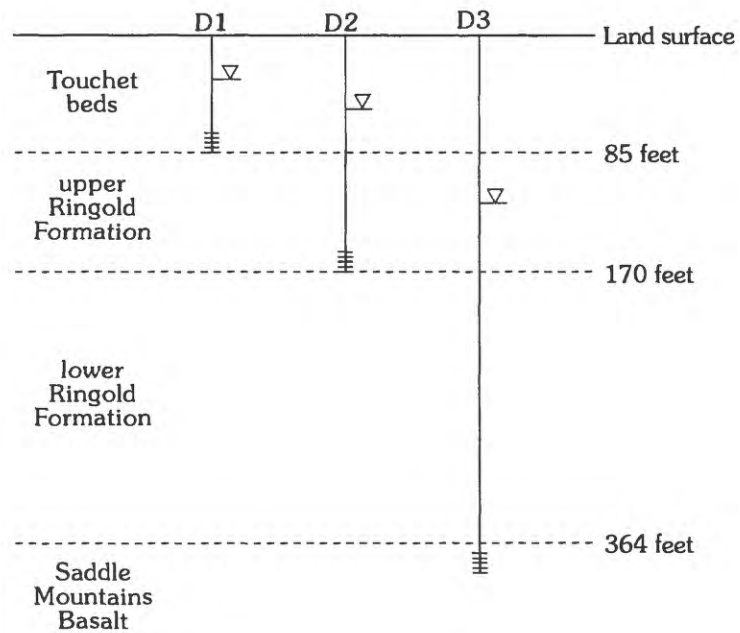 D1 D2 D3
Land surface
Touchet
beds
85 feet
upper
Ringold
Formation
170 feet
lower
Ringold
Formation
364 feet
Saddle
Mountains
Basalt